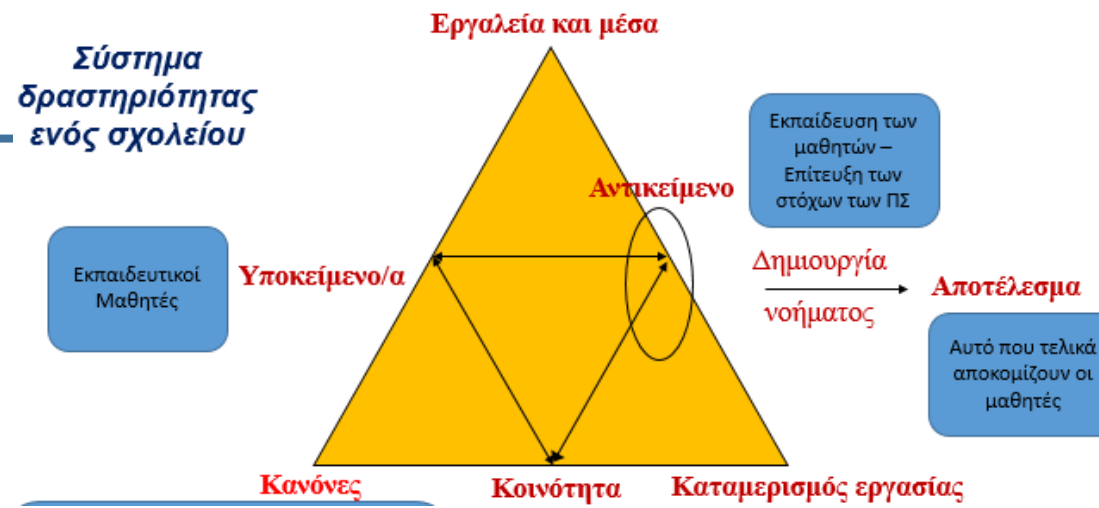 Εργαλεία και μέσα
Σύστημα
δραστηριότητας
ενός σχολείου
Εκπαίδευση των
μαθητών –
Επίτευξη των
στόχων των ΠΣ
Αντικείμενο
Εκπαιδευτικοί
Μαθητές
Υποκείμενο/α
Δημιουργία
νοήματος
Αποτέλεσμα
Αυτό που τελικά
αποκομίζουν οι
μαθητές
Κανόνες
Κοινότητα
Καταμερισμός εργασίας